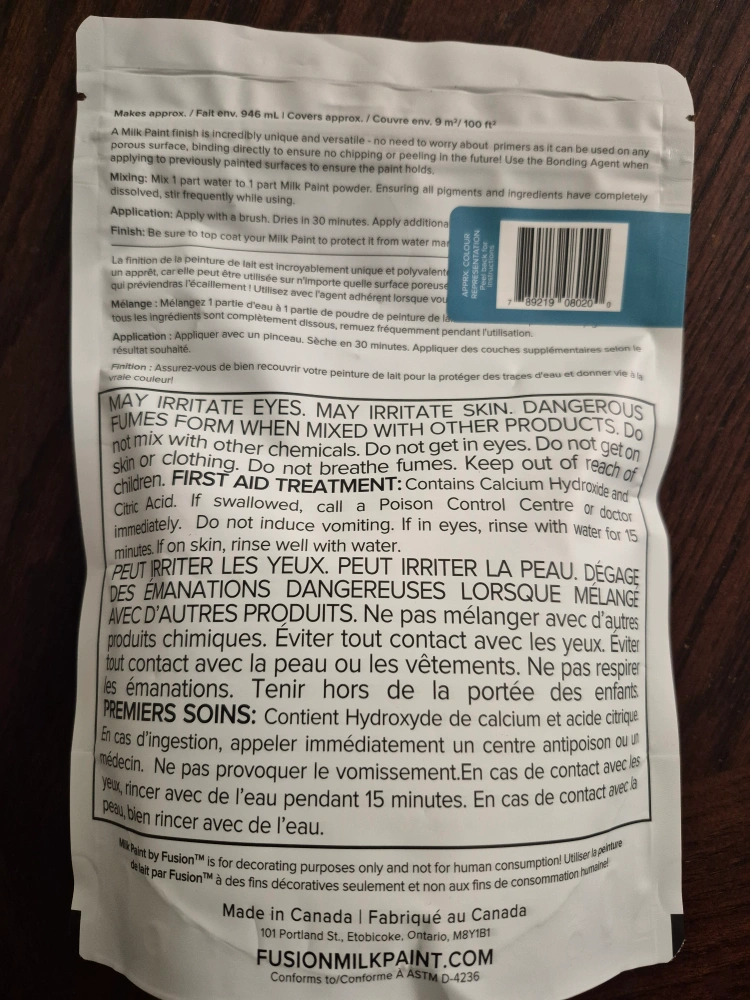 Makes approx. / Fait env. 946 mL | Covers approx. / Couvre env. 9 m²/ 100 ft²
A Milk Paint finish is incredibly unique and versatile - no need to worry about primers as it can be used on any
porous surface, binding directly to ensure no chipping or peeling in the future! Use the Bonding Agent when
applying to previously painted surfaces to ensure the paint holds.
Mixing: Mix 1 part water to 1 part Milk Paint powder. Ensuring all pigments and ingredients have completely
dissolved, stir frequently while using.
Application: Apply with a brush. Dries in 30 minutes. Apply additiona
Finish: Be sure to top coat your Milk Paint to protect it from water mar
APPRX. COLOUR
REPRESENTATION
Peel back for
instructions
7 89219 08020 0
La finition de la peinture de lait est incroyablement unique et polyvalent
un apprêt, car elle peut être utilisée sur n'importe quelle surface poreuse
qui préviendras l'écaillement ! Utilisez avec l'agent adhérent lorsque vou
Mélange : Mélangez 1 partie d'eau à 1 partie de poudre de peinture de la
tous les ingrédients sont complètement dissous, remuez fréquemment pendant l'utilisation.
Application : Appliquer avec un pinceau. Sèche en 30 minutes. Appliquer des couches supplémentaires selon le
résultat souhaité.
Finition : Assurez-vous de bien recouvrir votre peinture de lait pour la protéger des traces d'eau et donner vie à la
vraie couleur!
MAY IRRITATE EYES. MAY IRRITATE SKIN. DANGEROUS
FUMES FORM WHEN MIXED WITH OTHER PRODUCTS. Do
not mix with other chemicals. Do not get in eyes. Do not get on
skin or clothing. Do not breathe fumes. Keep out of reach of
children. FIRST AID TREATMENT: Contains Calcium Hydroxide and
Citric Acid. If swallowed, call a Poison Control Centre or doctor
immediately. Do not induce vomiting. If in eyes, rinse with water for 15
minutes. If on skin, rinse well with water.
PEUT IRRITER LES YEUX. PEUT IRRITER LA PEAU. DÉGAGE
DES ÉMANATIONS DANGEREUSES LORSQUE MÉLANGÉ
AVEC D'AUTRES PRODUITS. Ne pas mélanger avec d'autres
produits chimiques. Éviter tout contact avec les yeux. Éviter
tout contact avec la peau ou les vêtements. Ne pas respirer
les émanations. Tenir hors de la portée des enfants.
PREMIERS SOINS: Contient Hydroxyde de calcium et acide citrique.
En cas d'ingestion, appeler immédiatement un centre antipoison ou un
médecin. Ne pas provoquer le vomissement.En cas de contact avec les
yeux, rincer avec de l'eau pendant 15 minutes. En cas de contact avec la
peau, bien rincer avec de l'eau.
Milk Paint by Fusion™ is for decorating purposes only and not for human consumption! Utiliser la peinture
de lait par Fusion™ à des fins décoratives seulement et non aux fins de consommation humaine!
Made in Canada | Fabriqué au Canada
101 Portland St., Etobicoke, Ontario, M8Y1B1
FUSIONMILKPAINT.COM
Conforms to/Conforme À ASTM D-4236